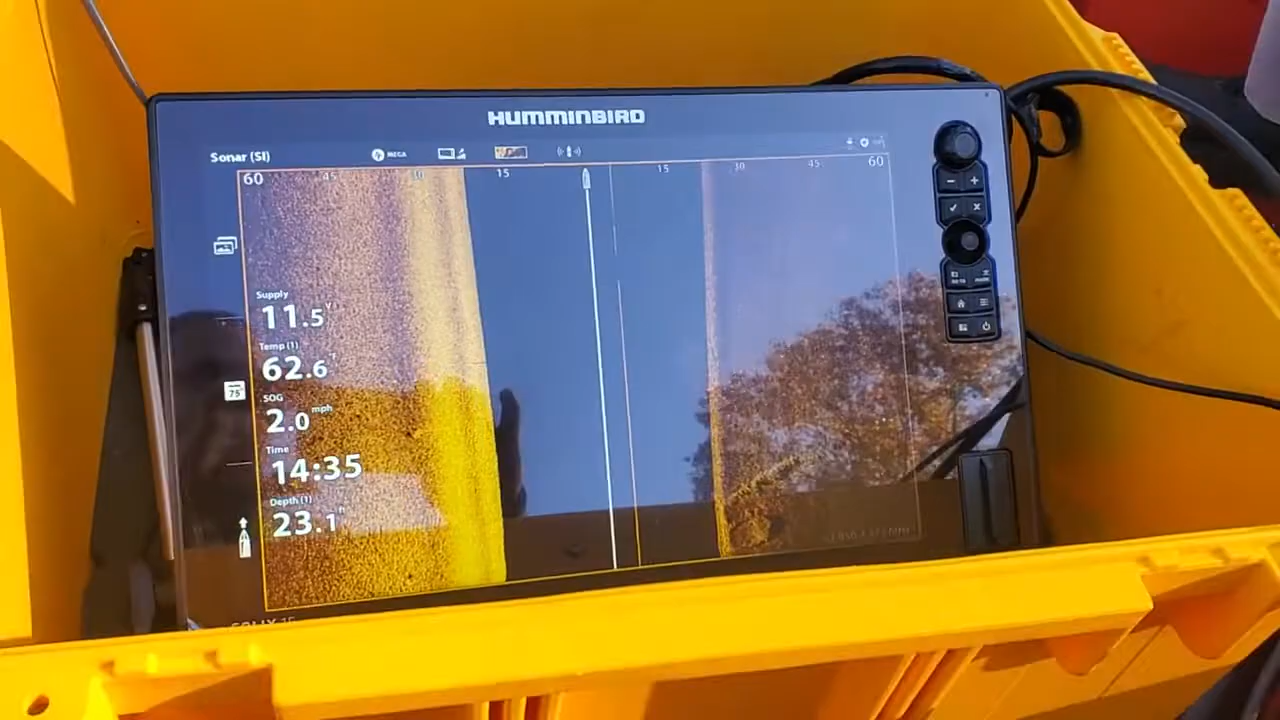 HUMMINBIRD
Sonar (SI)
MEGA
60 45 30 15 15 30 45 60
Supply
11.5 V
Temp (1)
62.6 °F
75°
SOG
2.0 mph
Time
14:35
Depth (1)
23.1 ft